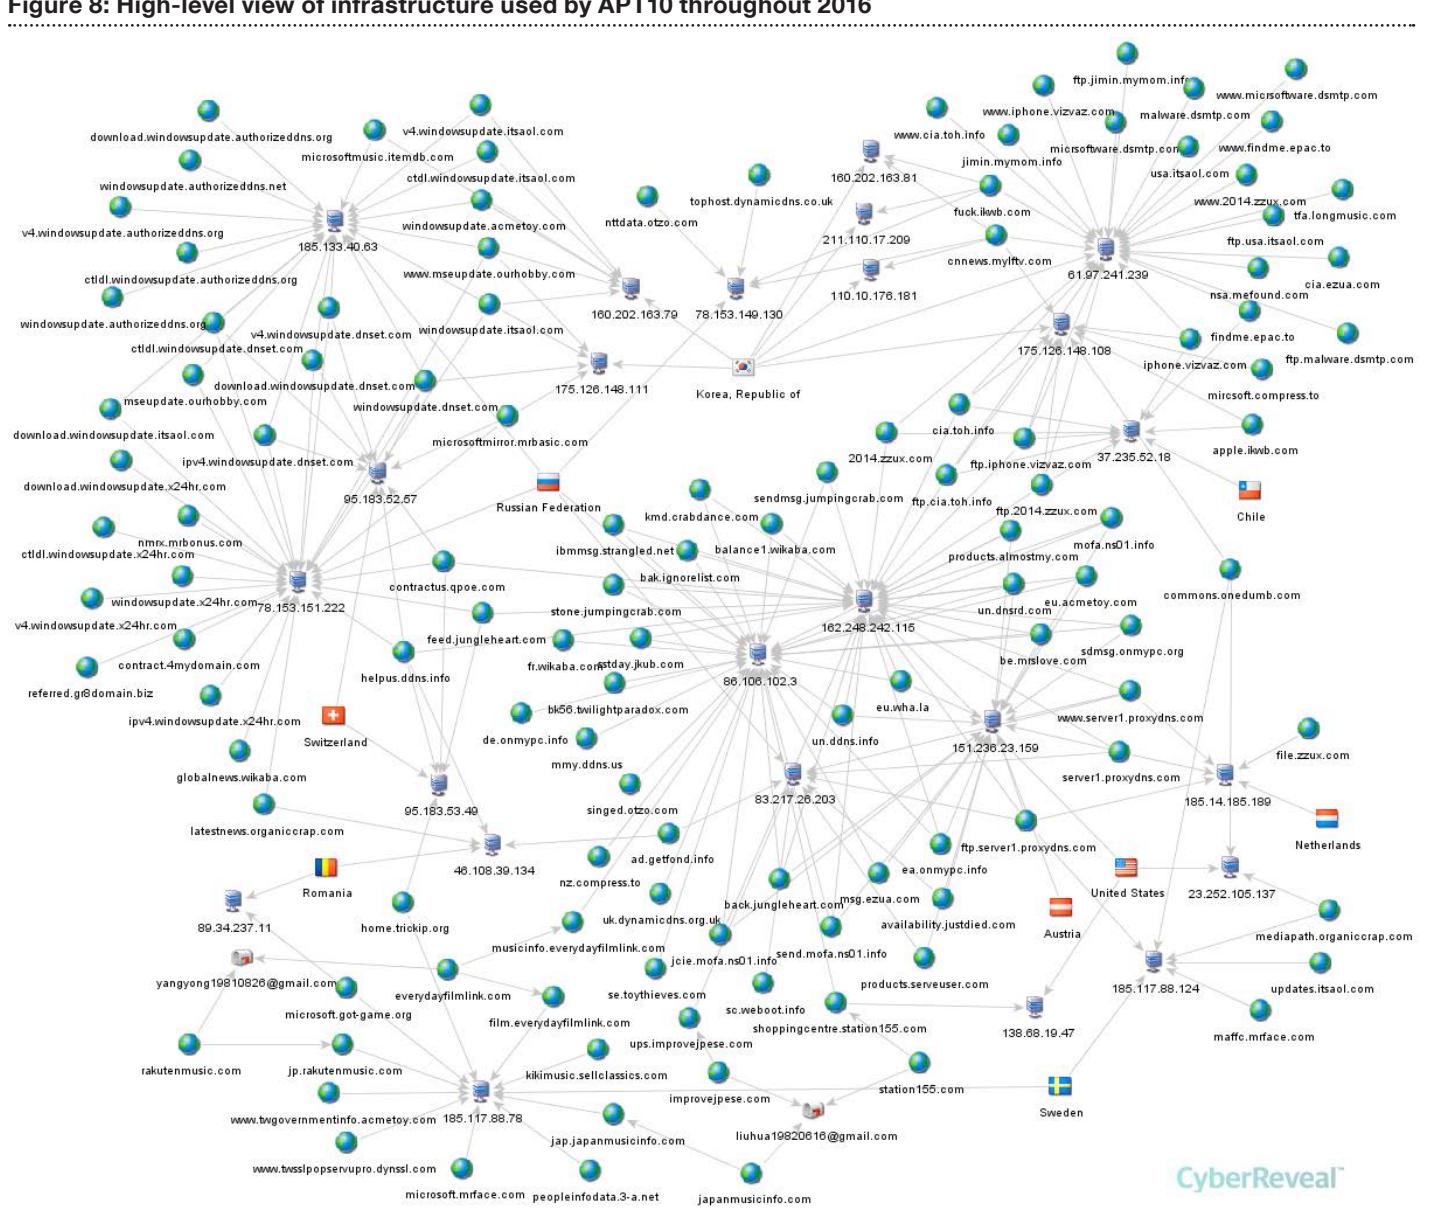 Figure 8: High-level view of infrastructure used by APT10 throughout 2016
ftp.jimin.mymom.info
www.micrsoftware.dsmtp.com
download.windowsupdate.authorizeddns.org
v4.windowsupdate.itsaol.com
www.cia.toh.info
www.iphone.vizvaz.com
malware.dsmtp.com
microsoftmusic.itemdb.com
micrsoftware.dsmtp.com
www.findme.epac.to
jimin.mymom.info
160.202.163.81
usa.itsaol.com
windowsupdate.authorizeddns.net
ctdl.windowsupdate.itsaol.com
tophost.dynamicdns.co.uk
www.2014.zzux.com
nttdata.otzo.com
fuck.ikwb.com
tfa.longmusic.com
v4.windowsupdate.authorizeddns.org
185.133.40.63
windowsupdate.acmetoy.com
211.110.17.209
ftp.usa.itsaol.com
ctldl.windowsupdate.authorizeddns.org
www.mseupdate.ourhobby.com
cnnews.mylftv.com
61.97.241.239
cia.ezua.com
110.10.176.181
nsa.mefound.com
windowsupdate.authorizeddns.org
v4.windowsupdate.dnset.com
windowsupdate.itsaol.com
160.202.163.79
78.153.149.130
findme.epac.to
ctldl.windowsupdate.dnset.com
175.126.148.108
iphone.vizvaz.com
ftp.malware.dsmtp.com
download.windowsupdate.dnset.com
175.126.148.111
Korea, Republic of
mircsoft.compress.to
mseupdate.ourhobby.com
windowsupdate.dnset.com
download.windowsupdate.itsaol.com
microsoftmirror.mrbasic.com
cia.toh.info
apple.ikwb.com
ipv4.windowsupdate.dnset.com
2014.zzux.com
ftp.iphone.vizvaz.com
37.235.52.18
download.windowsupdate.x24hr.com
95.183.52.57
Russian Federation
sendmsg.jumpingcrab.com
ftp.cia.toh.info
ftp.2014.zzux.com
Chile
kmd.crabdance.com
nmrx.mrbonus.com
ctldl.windowsupdate.x24hr.com
ibmmsg.strangled.net
balance1.wikaba.com
products.almostmy.com
mofa.ns01.info
contractus.qpoe.com
bak.ignorelist.com
windowsupdate.x24hr.com
78.153.151.222
stone.jumpingcrab.com
un.dnsrd.com
eu.acmetoy.com
commons.onedumb.com
v4.windowsupdate.x24hr.com
feed.jungleheart.com
162.248.242.115
contract.4mydomain.com
helpus.ddns.info
fr.wikaba.com
sstday.jkub.com
86.106.102.3
be.mrslove.com
sdmsg.onmypc.org
referred.gr8domain.biz
ipv4.windowsupdate.x24hr.com
bk56.twilightparadox.com
eu.wha.la
www.server1.proxydns.com
Switzerland
de.onmypc.info
un.ddns.info
151.236.23.159
file.zzux.com
globalnews.wikaba.com
mmy.ddns.us
server1.proxydns.com
95.183.53.49
singed.otzo.com
83.217.26.203
185.14.185.189
latestnews.organiccrap.com
ftp.server1.proxydns.com
Netherlands
46.108.39.134
ad.getfond.info
ea.onmypc.info
Romania
nz.compress.to
United States
23.252.105.137
back.jungleheart.com
msg.ezua.com
89.34.237.11
home.trickip.org
uk.dynamicdns.org.uk
availability.justdied.com
Austria
mediapath.organiccrap.com
musicinfo.everydayfilmlink.com
jcie.mofa.ns01.info
send.mofa.ns01.info
yangyong19810826@gmail.com
everydayfilmlink.com
se.toythieves.com
products.serveuser.com
185.117.88.124
updates.itsaol.com
microsoft.got-game.org
film.everydayfilmlink.com
sc.weboot.info
shoppingcentre.station155.com
138.68.19.47
ups.improvejpese.com
maffc.mrface.com
rakutenmusic.com
jp.rakutenmusic.com
kikimusic.sellclassics.com
improvejpese.com
station155.com
Sweden
www.twgovernmentinfo.acmetoy.com
185.117.88.78
liuhua19820616@gmail.com
jap.japanmusicinfo.com
www.twsslpopservupro.dynssl.com
microsoft.mrface.com
peopleinfodata.3-a.net
japanmusicinfo.com
CyberReveal™